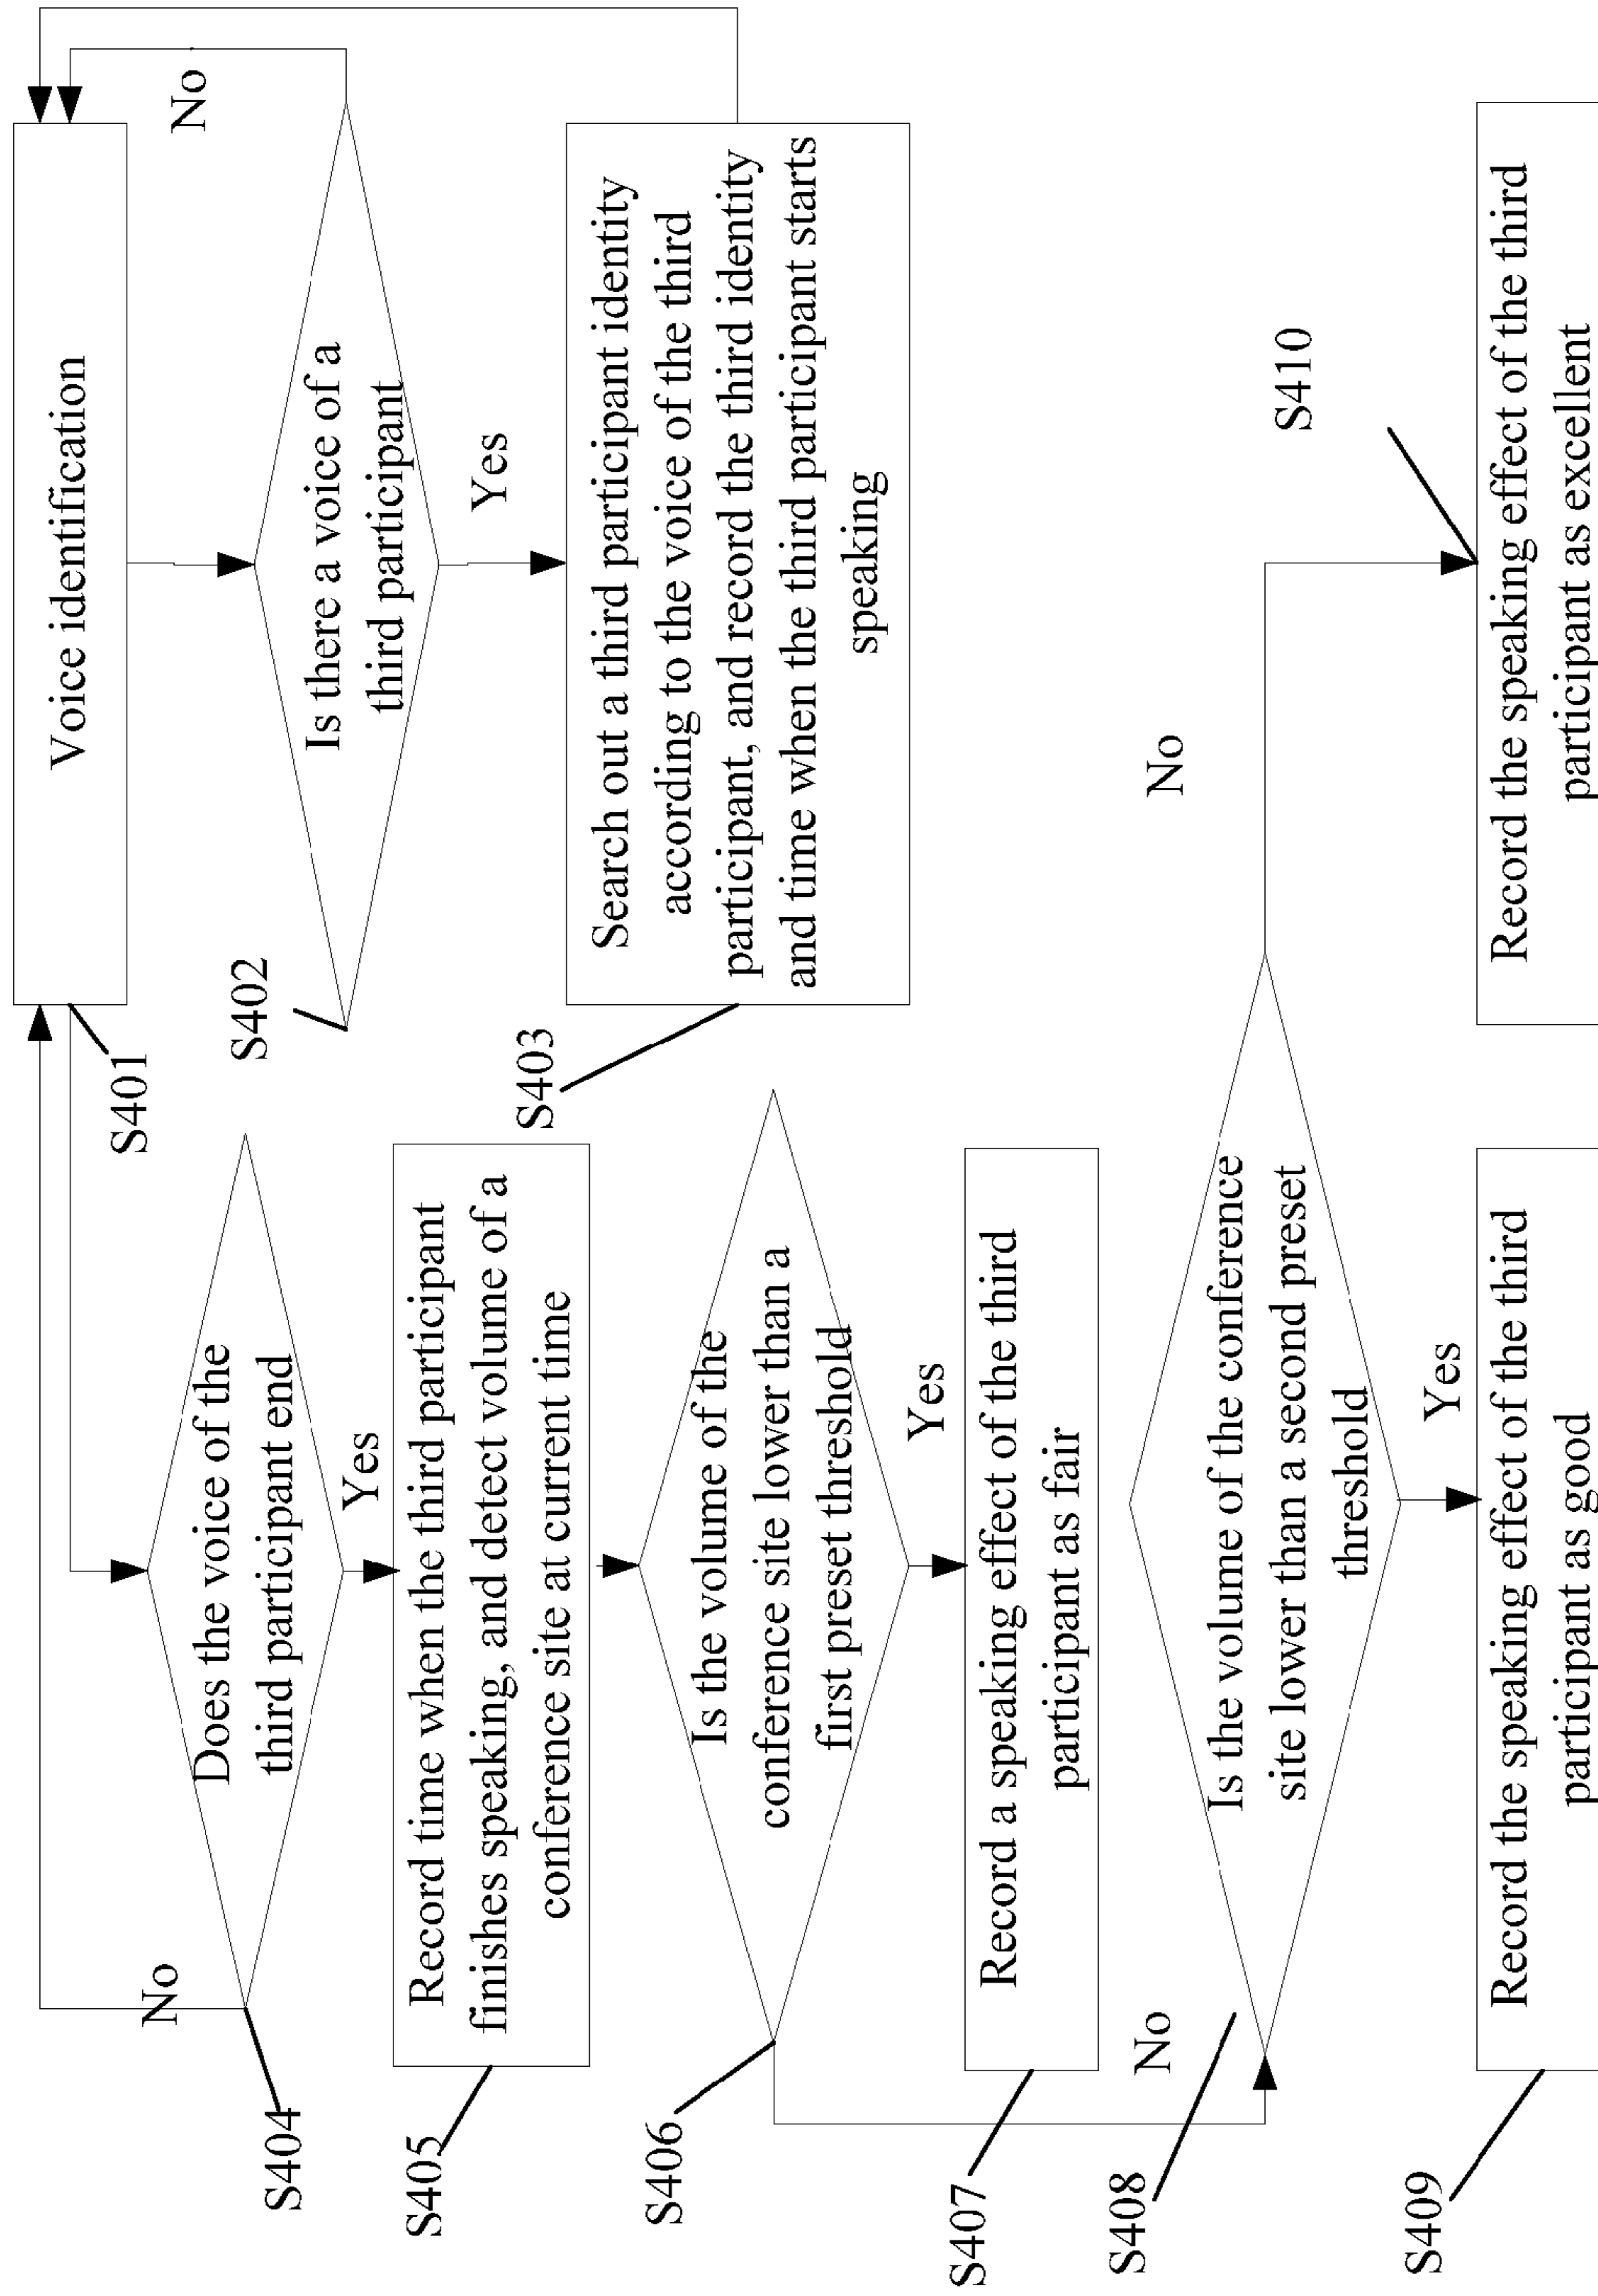 Voice identification
S401
No
Is there a voice of a
third participant
S402
Yes
Search out a third participant identity
according to the voice of the third
participant, and record the third identity
and time when the third participant starts
speaking
S403
No
Does the voice of the
third participant end
S404
Yes
Record time when the third participant
finishes speaking, and detect volume of a
conference site at current time
S405
Is the volume of the
conference site lower than a
first preset threshold
S406
Yes
Record a speaking effect of the third
participant as fair
S407
No
Is the volume of the conference
site lower than a second preset
threshold
S408
Yes
No
Record the speaking effect of the third
participant as good
S409
Record the speaking effect of the third
participant as excellent
S410